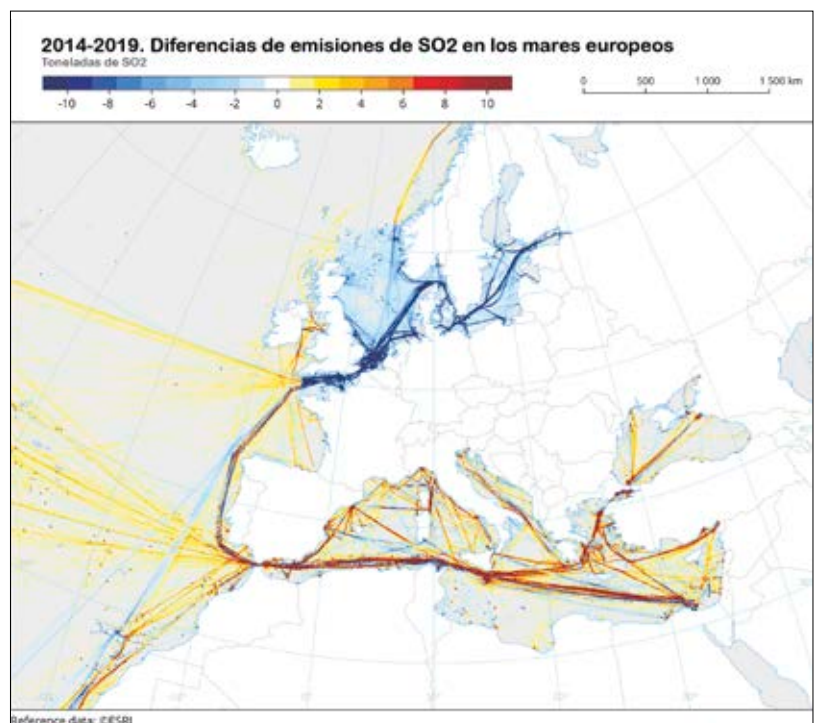 2014-2019. Diferencias de emisiones de SO2 en los mares europeos
Toneladas de SO2
-10 -8 -6 -4 -2 0 2 4 6 8 10
0 500 1 000 1 500 km
Reference data: ©ESRI